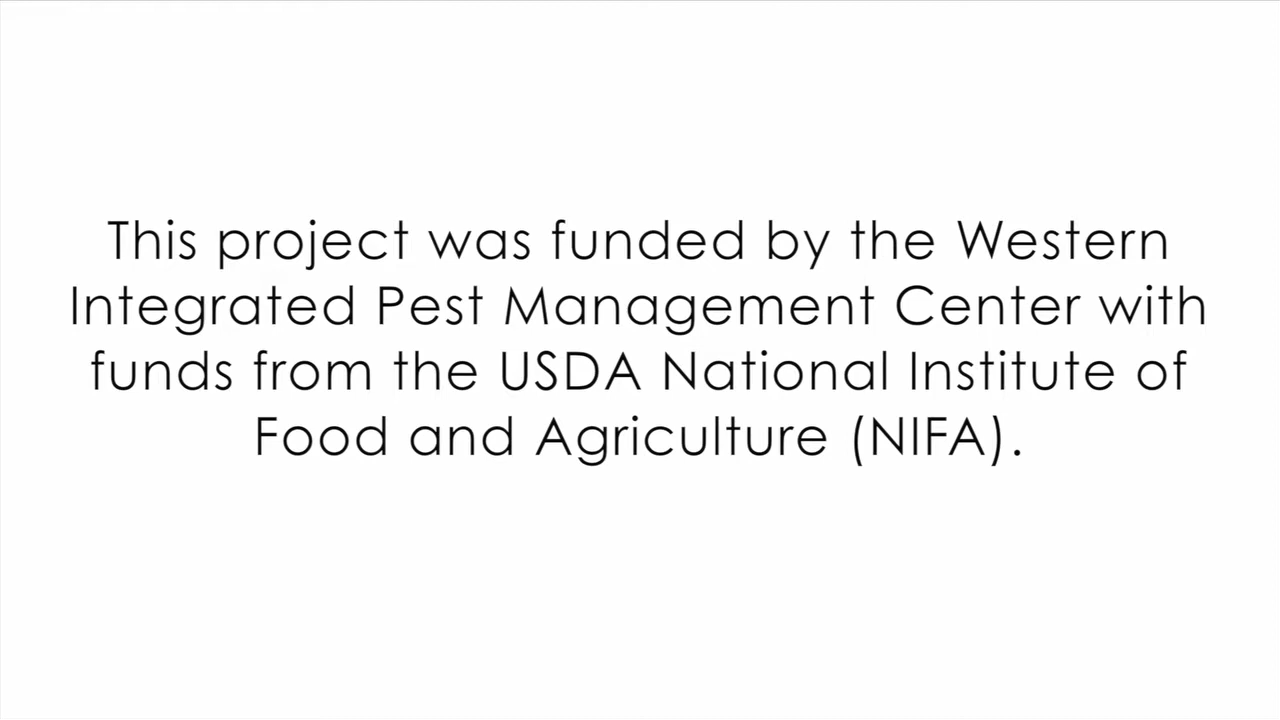 This project was funded by the Western
Integrated Pest Management Center with
funds from the USDA National Institute of
Food and Agriculture (NIFA).